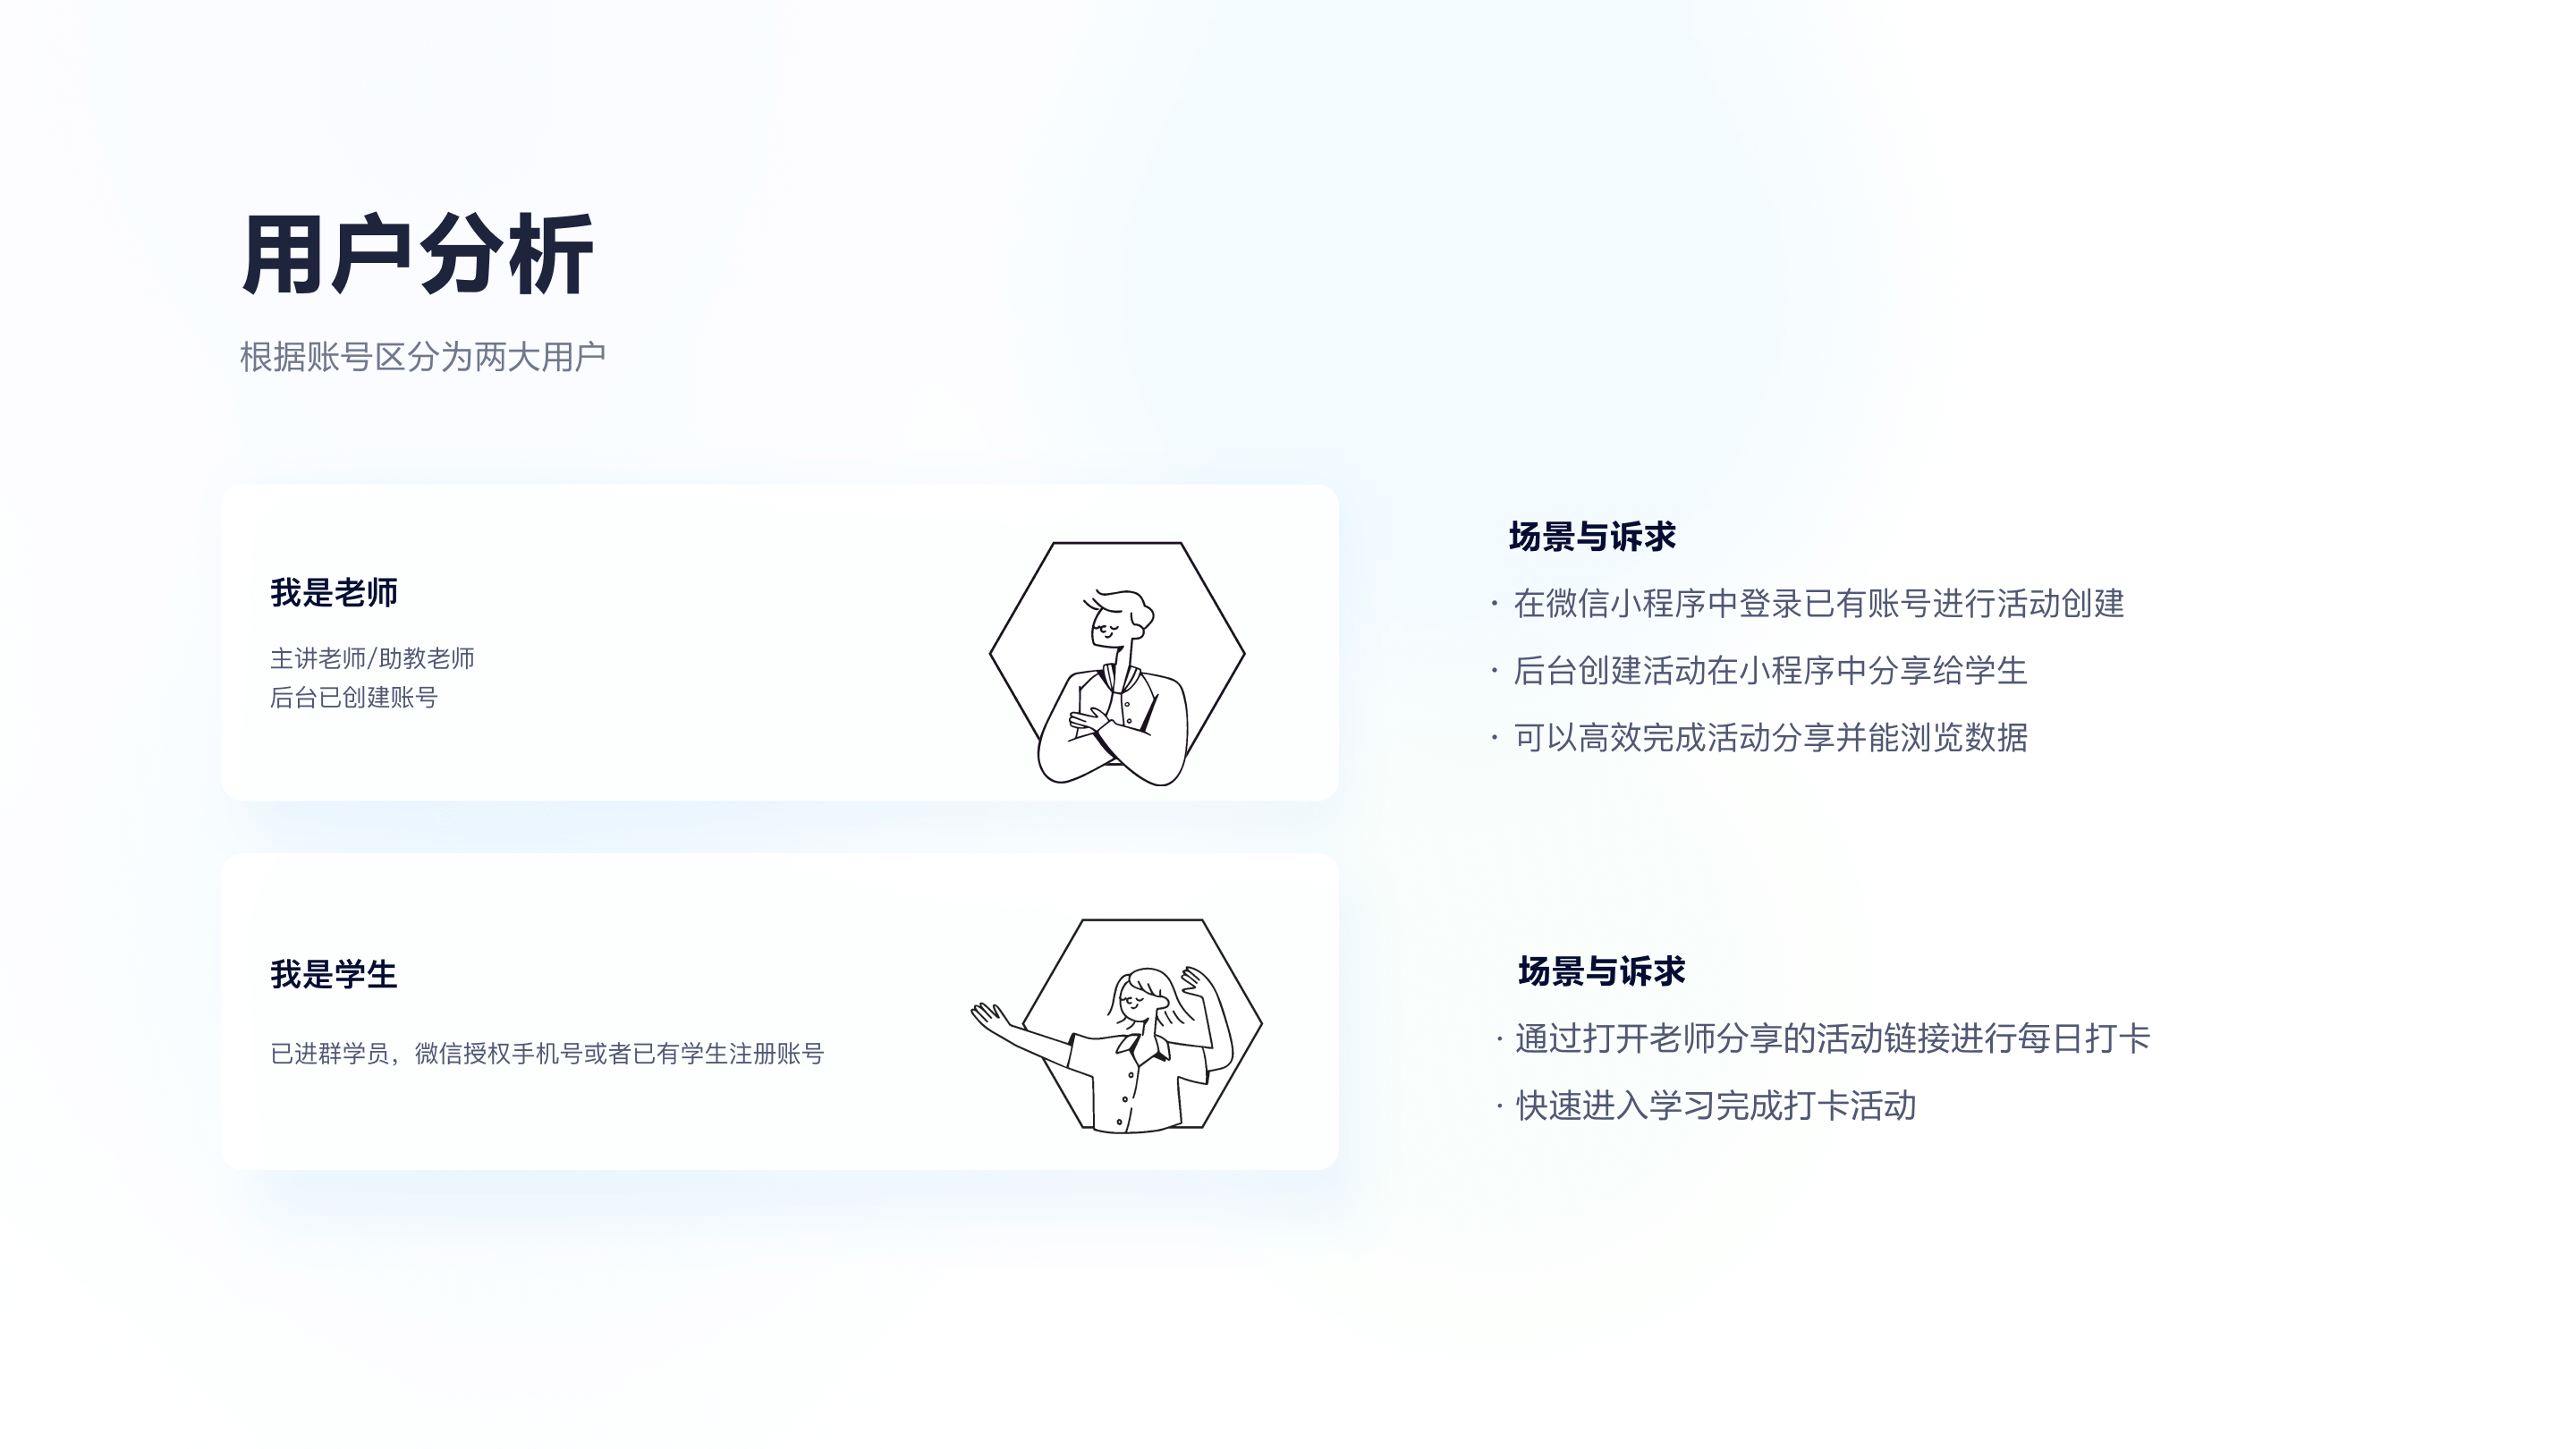 用户分析
根据账号区分为两大用户
我是老师
主讲老师/助教老师
后台已创建账号
场景与诉求
· 在微信小程序中登录已有账号进行活动创建
· 后台创建活动在小程序中分享给学生
· 可以高效完成活动分享并能浏览数据
我是学生
已进群学员，微信授权手机号或者已有学生注册账号
场景与诉求
· 通过打开老师分享的活动链接进行每日打卡
· 快速进入学习完成打卡活动